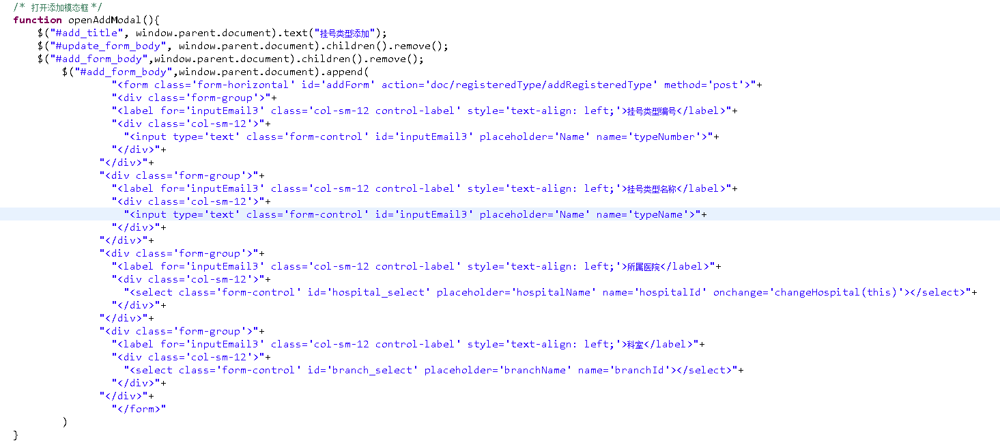 /* 打开添加模态框 */
function openAddModal(){
$("#add_title", window.parent.document).text("挂号类型添加");
$("#update_form_body", window.parent.document).children().remove();
$("#add_form_body",window.parent.document).children().remove();
$("#add_form_body",window.parent.document).append(
"<form class='form-horizontal' id='addForm' action='doc/registeredType/addRegisteredType' method='post'>"+
"<div class='form-group'>"+
"<label for='inputEmail3' class='col-sm-12 control-label' style='text-align: left;'>挂号类型编号</label>"+
"<div class='col-sm-12'>"+
"<input type='text' class='form-control' id='inputEmail3' placeholder='Name' name='typeNumber'>"+
"</div>"+
"</div>"+
"<div class='form-group'>"+
"<label for='inputEmail3' class='col-sm-12 control-label' style='text-align: left;'>挂号类型名称</label>"+
"<div class='col-sm-12'>"+
"<input type='text' class='form-control' id='inputEmail3' placeholder='Name' name='typeName'>"+
"</div>"+
"</div>"+
"<div class='form-group'>"+
"<label for='inputEmail3' class='col-sm-12 control-label' style='text-align: left;'>所属医院</label>"+
"<div class='col-sm-12'>"+
"<select class='form-control' id='hospital_select' placeholder='hospitalName' name='hospitalId' onchange='changeHospital(this)'></select>"+
"</div>"+
"</div>"+
"<div class='form-group'>"+
"<label for='inputEmail3' class='col-sm-12 control-label' style='text-align: left;'>科室</label>"+
"<div class='col-sm-12'>"+
"<select class='form-control' id='branch_select' placeholder='branchName' name='branchId'></select>"+
"</div>"+
"</div>"+
"</form>"
)
}